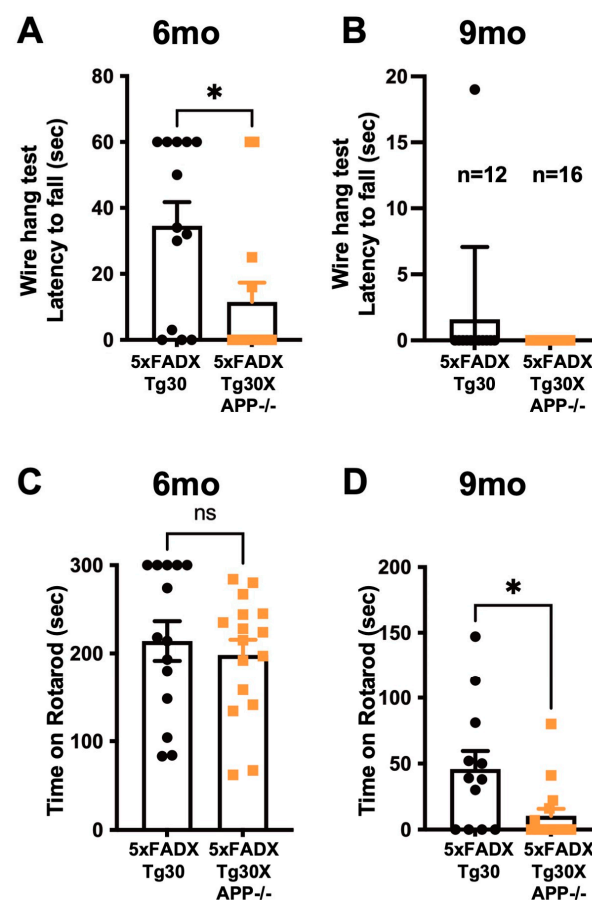 A
6mo
Wire hang test
Latency to fall (sec)
80
60
40
20
0
*
5xFADX
Tg30
5xFADX
Tg30X
APP-/-
B
9mo
Wire hang test
Latency to fall (sec)
20
15
10
5
0
n=12
n=16
5xFADX
Tg30
5xFADX
Tg30X
APP-/-
C
6mo
ns
Time on Rotarod (sec)
300
200
100
0
5xFADX
Tg30
5xFADX
Tg30X
APP-/-
D
9mo
Time on Rotarod (sec)
200
150
100
50
0
*
5xFADX
Tg30
5xFADX
Tg30X
APP-/-